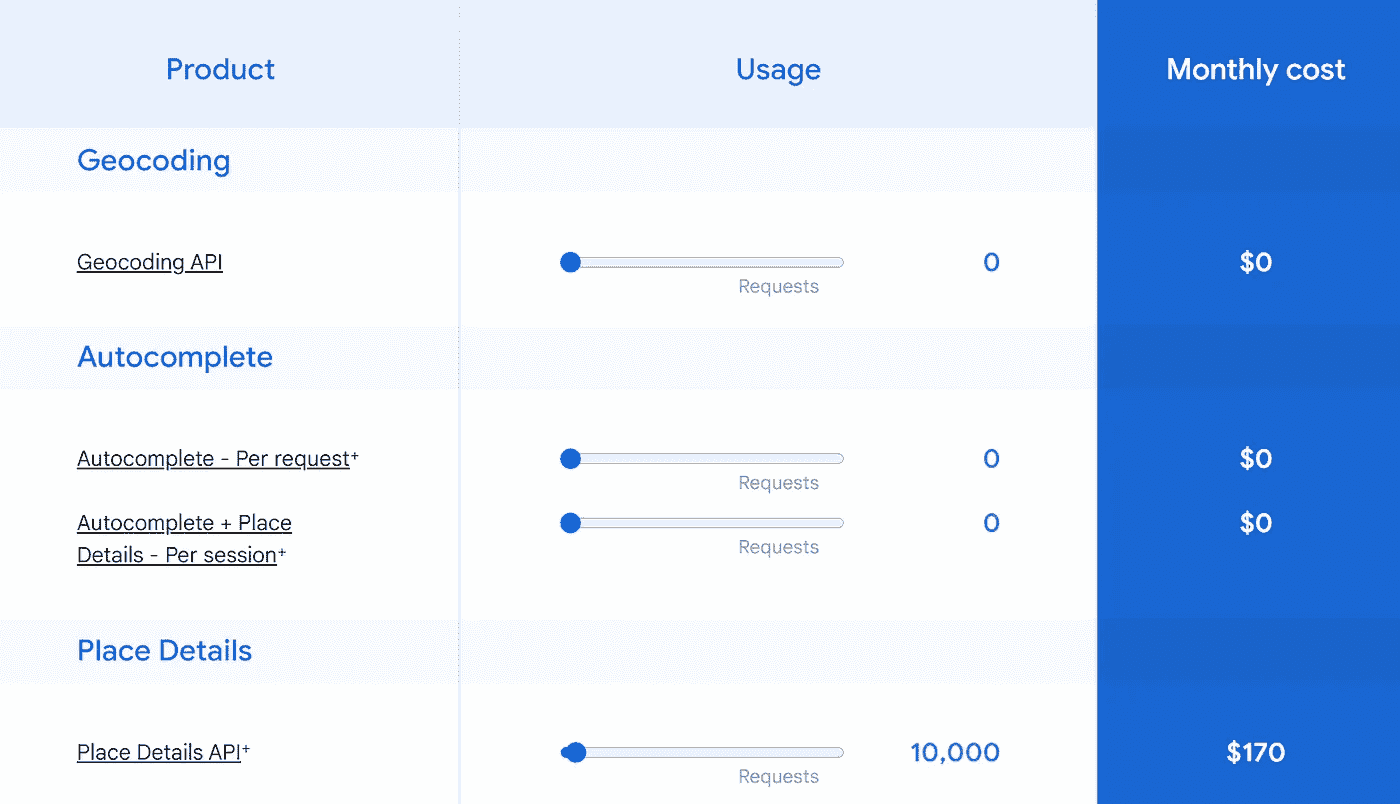 Product Usage Monthly cost
Geocoding
Geocoding API 0 $0
Requests
Autocomplete
Autocomplete - Per request+ 0 $0
Requests
Autocomplete + Place 0 $0
Details - Per session+ Requests
Place Details
Place Details API+ 10,000 $170
Requests